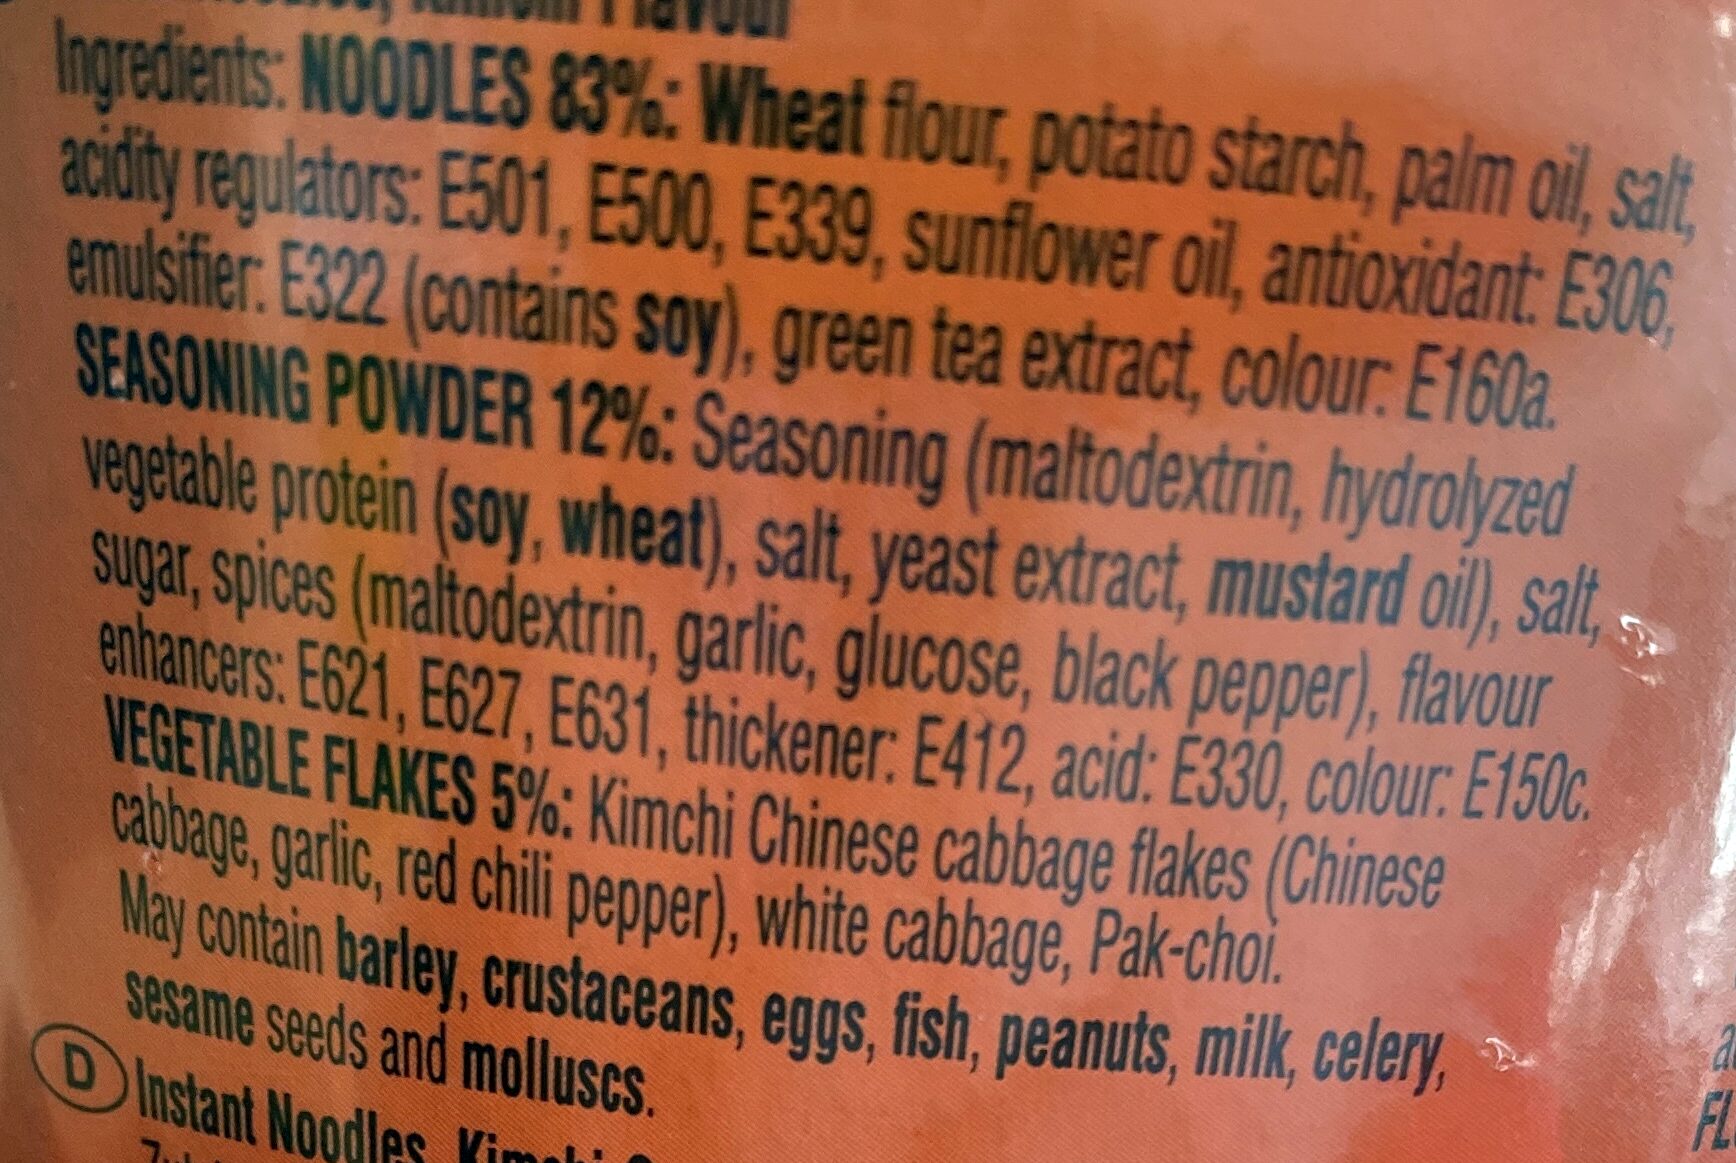 Kimchi Flavour
Ingredients: NOODLES 83%: Wheat flour, potato starch, palm oil, salt,
acidity regulators: E501, E500, E339, sunflower oil, antioxidant: E306,
emulsifier: E322 (contains soy), green tea extract, colour: E160a.
SEASONING POWDER 12%: Seasoning (maltodextrin, hydrolyzed
vegetable protein (soy, wheat), salt, yeast extract, mustard oil), salt,
sugar, spices (maltodextrin, garlic, glucose, black pepper), flavour
enhancers: E621, E627, E631, thickener: E412, acid: E330, colour: E150c.
VEGETABLE FLAKES 5%: Kimchi Chinese cabbage flakes (Chinese
cabbage, garlic, red chili pepper), white cabbage, Pak-choi.
May contain barley, crustaceans, eggs, fish, peanuts, milk, celery,
sesame seeds and molluscs.
D Instant Noodles